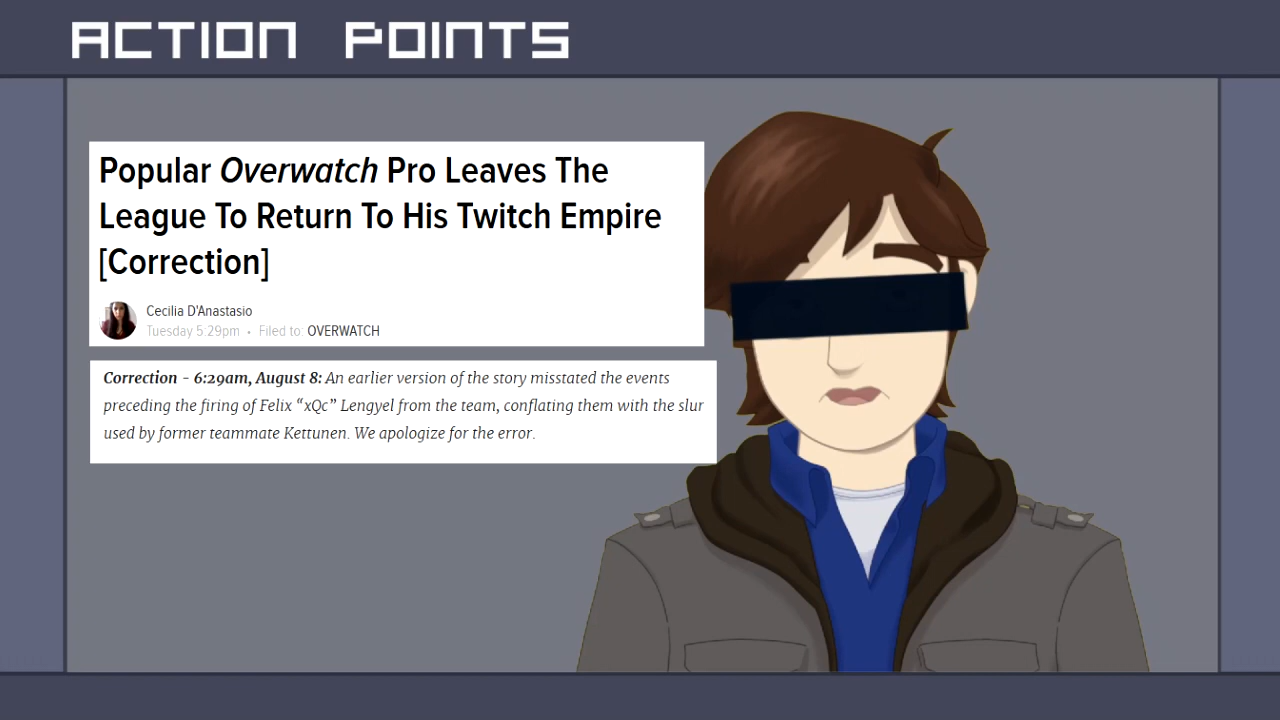 ACTION POINTS
Popular Overwatch Pro Leaves The
League To Return To His Twitch Empire
[Correction]
Cecilia D'Anastasio
Tuesday 5:29pm • Filed to: OVERWATCH
Correction - 6:29am, August 8: An earlier version of the story misstated the events
preceding the firing of Felix “xQc” Lengyel from the team, conflating them with the slur
used by former teammate Kettunen. We apologize for the error.